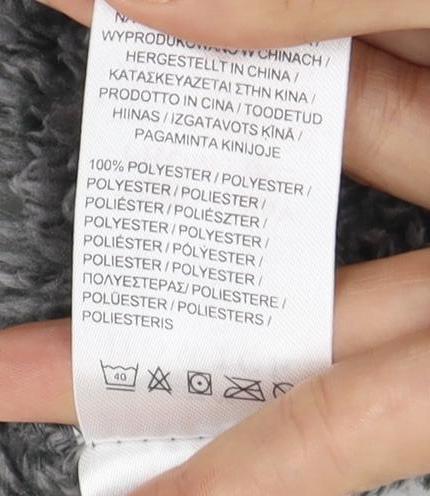 WYPRODUKOWANO W CHINACH /
HERGESTELLT IN CHINA /
ΚΑΤΑΣΚΕΥΑΖΕΤΑΙ ΣΤΗΝ ΚΙΝΑ /
PRODOTTO IN CINA / TOODETUD
HIINAS / IZGATAVOTS ĶĪNĀ /
PAGAMINTA KINIJOJE
100% POLYESTER / POLYESTER /
POLYESTER / POLIESTER /
POLIÉSTER / POLIÉSZTER /
POLYESTER / POLYESTER /
POLIÉSTER / PÓLÝESTER /
POLIESTER / POLYESTER /
ΠΟΛΥΕΣΤΕΡΑΣ/ POLIESTERE /
POLÜESTER / POLIESTERS /
POLIESTERIS
40